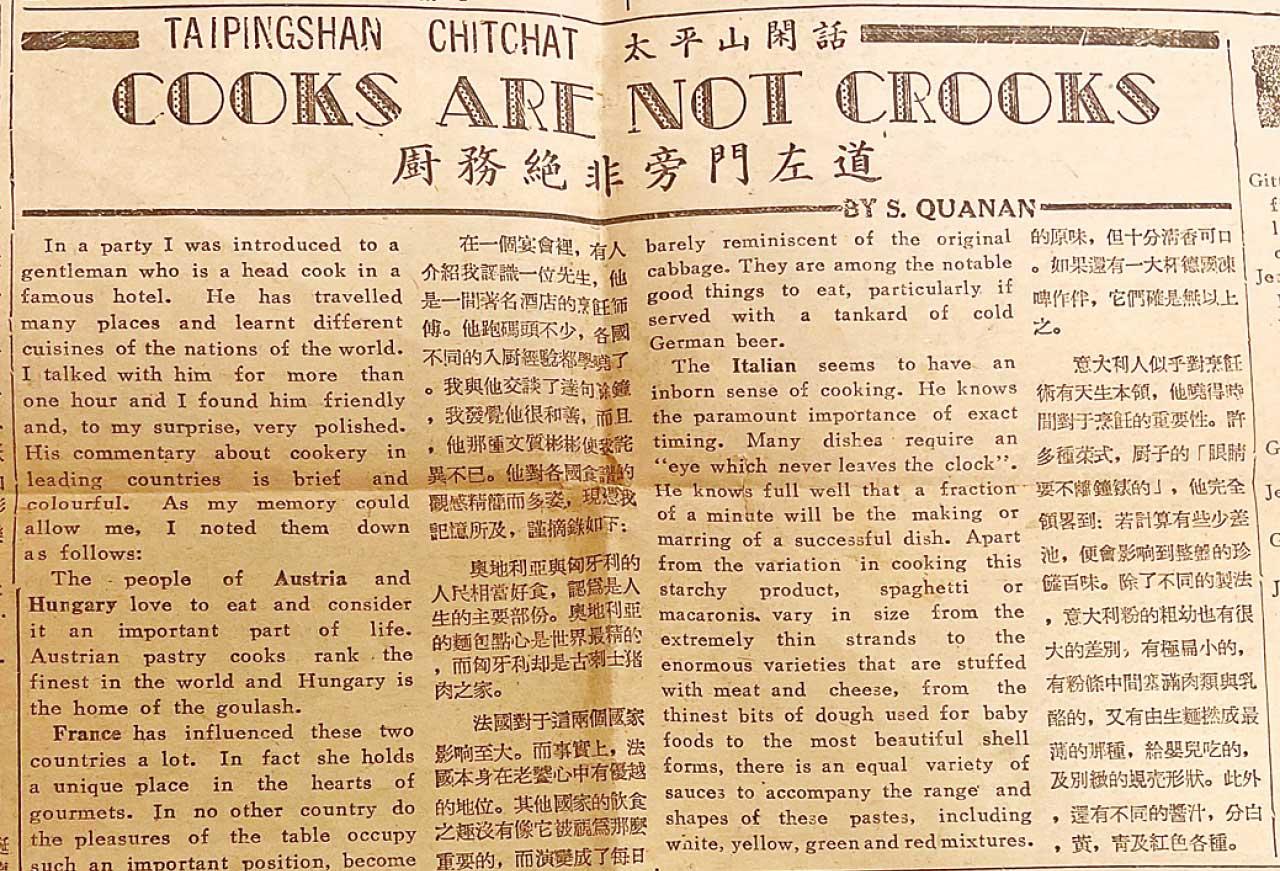 TAIPINGSHAN CHITCHAT 太平山閑話
COOKS ARE NOT CROOKS
厨務絕非旁門左道
BY S. QUANAN
In a party I was introduced to a
gentleman who is a head cook in a
famous hotel. He has travelled
many places and learnt different
cuisines of the nations of the world.
I talked with him for more than
one hour and I found him friendly
and, to my surprise, very polished.
His commentary about cookery in
leading countries is brief and
colourful. As my memory could
allow me, I noted them down
as follows:
The people of Austria and
Hungary love to eat and consider
it an important part of life.
Austrian pastry cooks rank the
finest in the world and Hungary is
the home of the goulash.
France has influenced these two
countries a lot. In fact she holds
a unique place in the hearts of
gourmets. In no other country do
the pleasures of the table occupy
such an important position, become
在一個宴會裡，有人
介紹我認識一位先生，他
是一間著名酒店的烹飪師
傅。他跑碼頭不少，各國
不同的入厨經驗都學曉了
。我與他交談了達句餘鐘
，我發覺他很和善，而且
，他那種文質彬彬使我詫
異不已。他對各國食譜的
觀感精簡而多姿，現憑我
記憶所及，謹摘錄如下：
奧地利亞與匈牙利的
人民相當好食，認爲是人
生的主要部份。奧地利亞
的麵包點心是世界最精的
，而匈牙利却是古剌士猪
肉之家。
法國對于這兩個國家
影响至大。而事實上，法
國本身在老饕心中有優越
的地位。其他國家的飲食
之趣沒有像它被視爲那麼
重要的，而演變成了每日
barely reminiscent of the original
cabbage. They are among the notable
good things to eat, particularly if
served with a tankard of cold
German beer.
The Italian seems to have an
inborn sense of cooking. He knows
the paramount importance of exact
timing. Many dishes require an
“eye which never leaves the clock”.
He knows full well that a fraction
of a minute will be the making or
marring of a successful dish. Apart
from the variation in cooking this
starchy product, spaghetti or
macaronis. vary in size from the
extremely thin strands to the
enormous varieties that are stuffed
with meat and cheese, from the
thinest bits of dough used for baby
foods to the most beautiful shell
forms, there is an equal variety of
sauces to accompany the range and
shapes of these pastes, including
white, yellow, green and red mixtures.
的原味，但十分清香可口
。如果還有一大杯德國凍
啤作伴，它們確是無以上
之。
意大利人似乎對烹飪
術有天生本領，他曉得時
間對于烹飪的重要性。許
多種菜式，厨子的「眼睛
要不離鐘錶的」，他完全
領畧到：若計算有些少差
池，便會影响到整盤的珍
饈百味。除了不同的製法
，意大利粉的粗幼也有很
大的差別，有極扁小的，
有粉條中間塞滿肉類與乳
酪的，又有由生麵撚成最
薄的那種，給嬰兒吃的，
及別緻的蜆壳形狀。此外
，還有不同的醬汁，分白
，黃，靑及紅色各種。